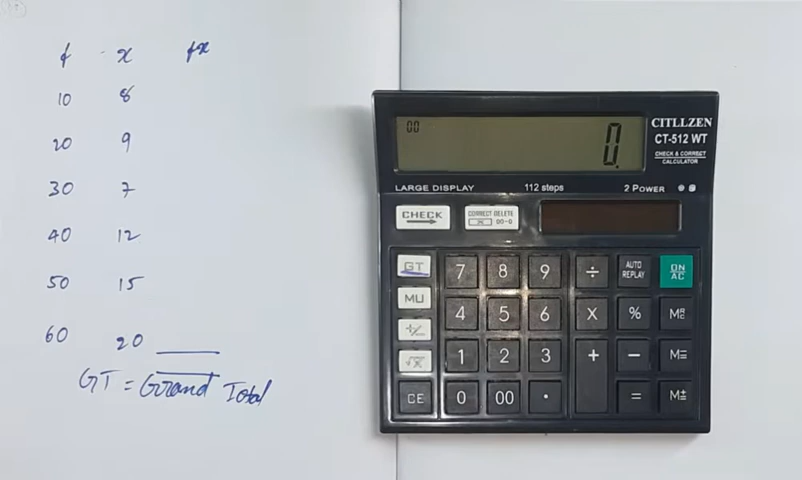 f x fx
10 8
20 9
30 7
40 12
50 15
60 20
GT = Grand Total
00 0.
CITLLZEN
CT-512 WT
CHECK & CORRECT
CALCULATOR
LARGE DISPLAY 112 steps 2 POWER
CHECK CORRECT DELETE
00→0
GT 7 8 9 ÷ AUTO REPLAY ON/AC
MU 4 5 6 X %
+/- 1 2 3 + − M=
√x
CE 0 00 . =